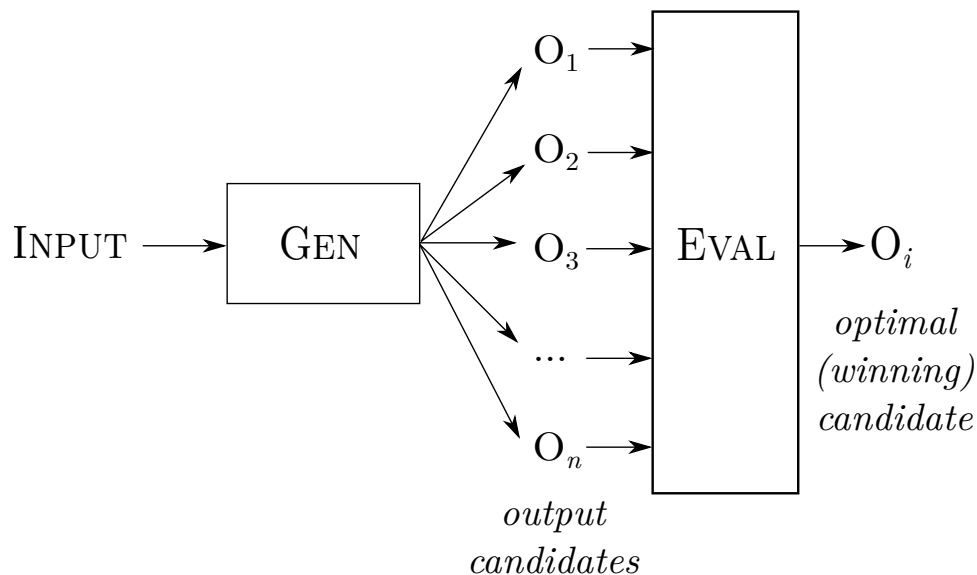 INPUT
GEN
O1
O2
O3
...
On
output
candidates
EVAL
Oi
optimal
(winning)
candidate